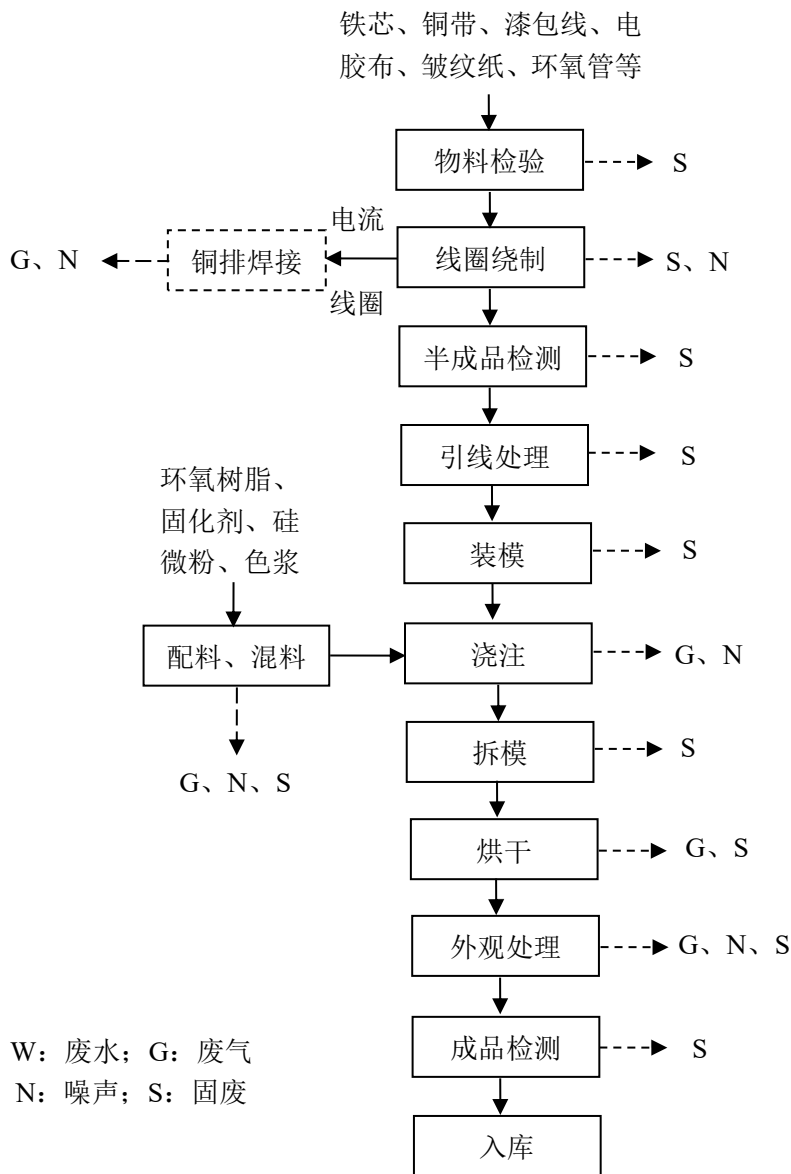 铁芯、铜带、漆包线、电
胶布、皱纹纸、环氧管等
物料检验
S
电流
G、N
铜排焊接
线圈绕制
S、N
线圈
半成品检测
S
引线处理
S
环氧树脂、
固化剂、硅
微粉、色浆
装模
S
配料、混料
浇注
G、N
拆模
S
G、N、S
烘干
G、S
外观处理
G、N、S
成品检测
S
W：废水；G：废气
N：噪声；S：固废
入库